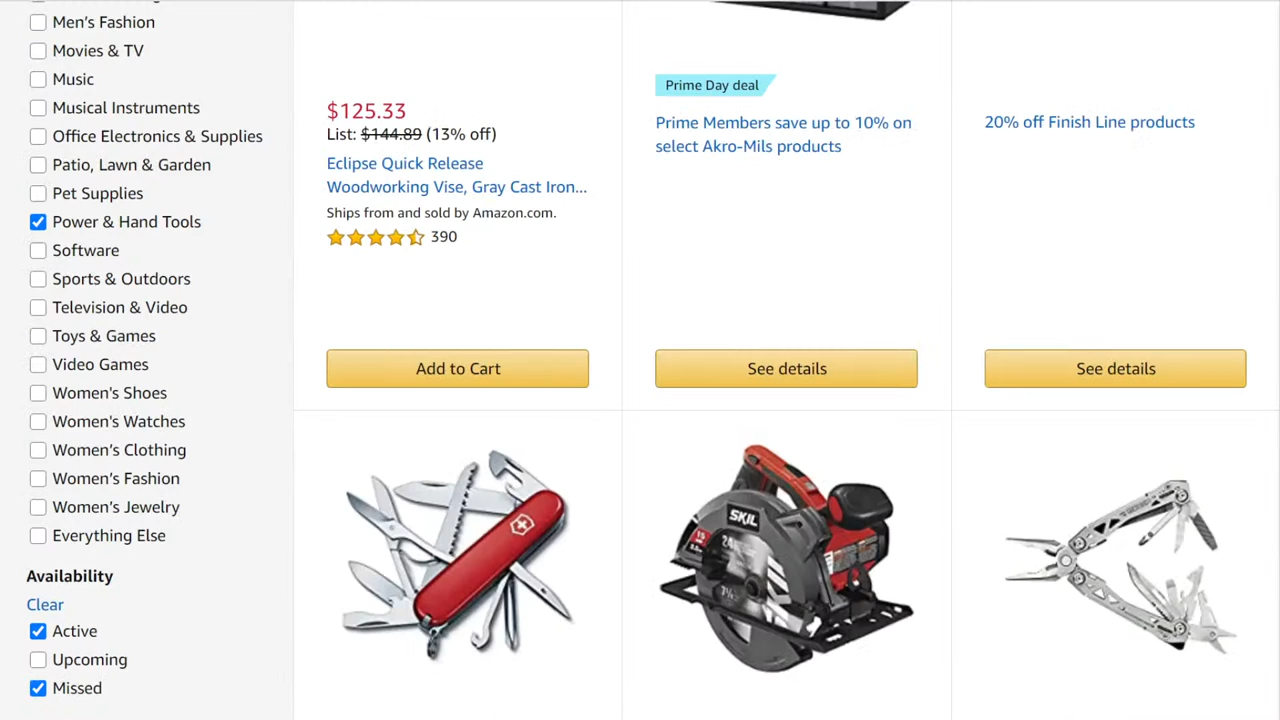 Men's Fashion
Movies & TV
Music
Musical Instruments
Office Electronics & Supplies
Patio, Lawn & Garden
Pet Supplies
Power & Hand Tools
Software
Sports & Outdoors
Television & Video
Toys & Games
Video Games
Women's Shoes
Women's Watches
Women's Clothing
Women's Fashion
Women's Jewelry
Everything Else
Availability
Clear
Active
Upcoming
Missed
$125.33
List: $144.89 (13% off)
Eclipse Quick Release
Woodworking Vise, Gray Cast Iron...
Ships from and sold by Amazon.com.
390
Add to Cart
Prime Day deal
Prime Members save up to 10% on
select Akro-Mils products
See details
20% off Finish Line products
See details
SKIL
15
24
7¼